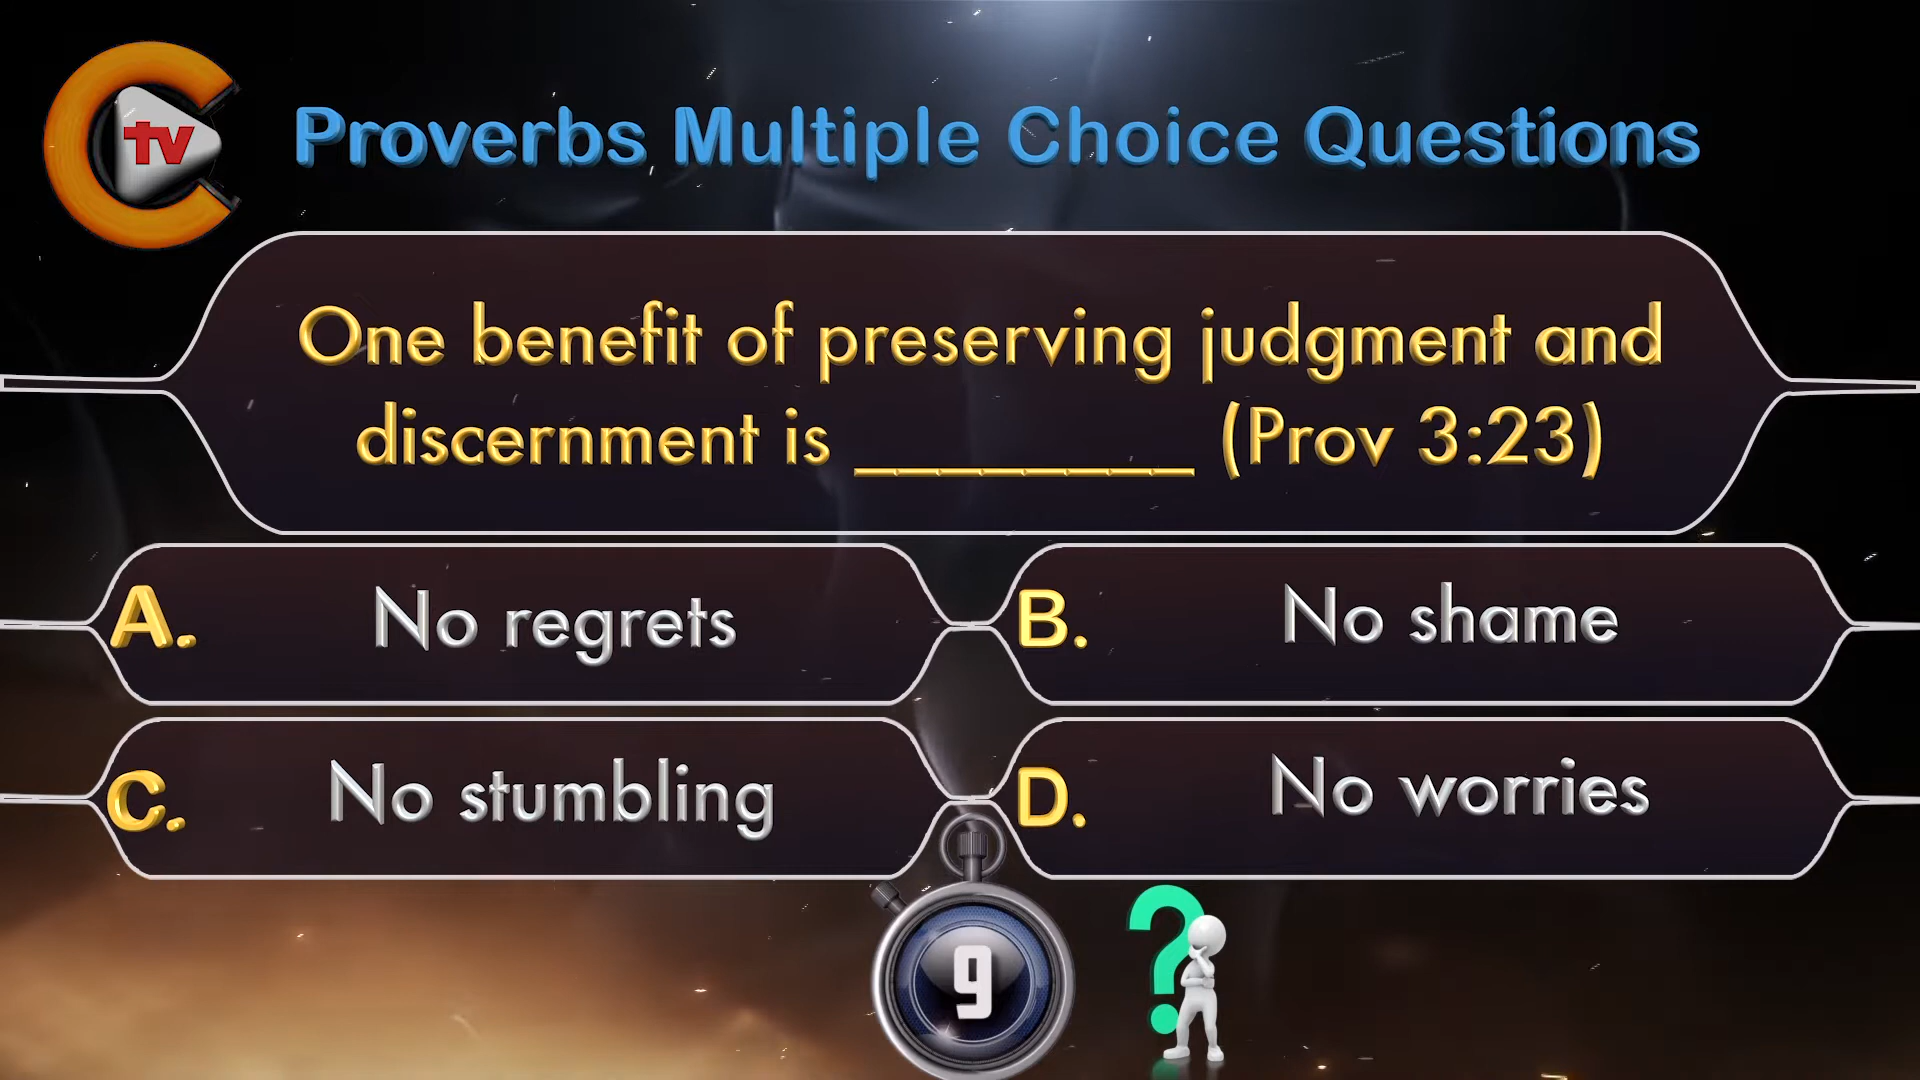 tv
Proverbs Multiple Choice Questions
One benefit of preserving judgment and
discernment is ________ (Prov 3:23)
A. No regrets
B. No shame
C. No stumbling
D. No worries
9
?